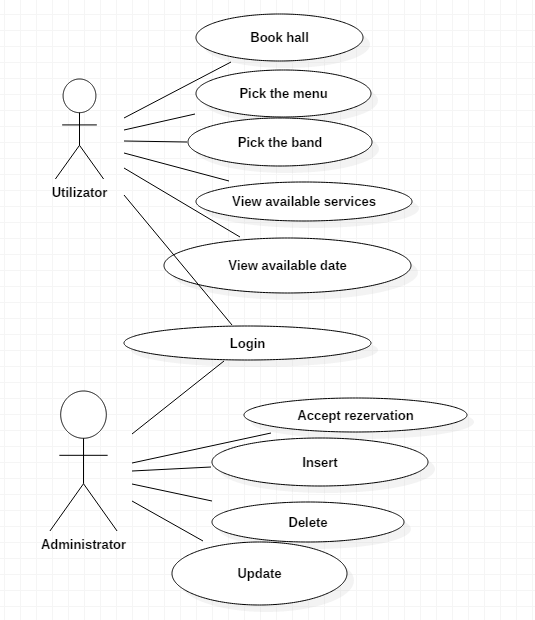 Book hall
Pick the menu
Pick the band
Utilizator
View available services
View available date
Login
Accept rezervation
Insert
Delete
Administrator
Update